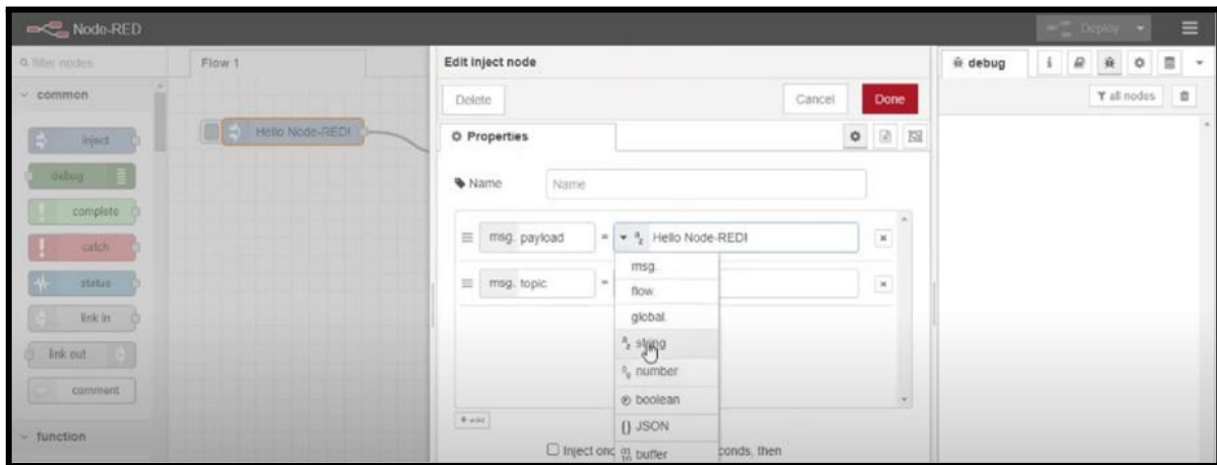 Node-RED
Deploy
filter nodes
Flow 1
Edit inject node
debug
i
common
Delete
Cancel
Done
all nodes
inject
Hello Node-RED!
Properties
debug
Name
Name
complete
msg. payload
=
Hello Node-RED!
catch
msg.
msg. topic
=
flow.
status
global.
link in
string
link out
number
comment
boolean
+ add
{} JSON
function
Inject once
buffer
conds, then